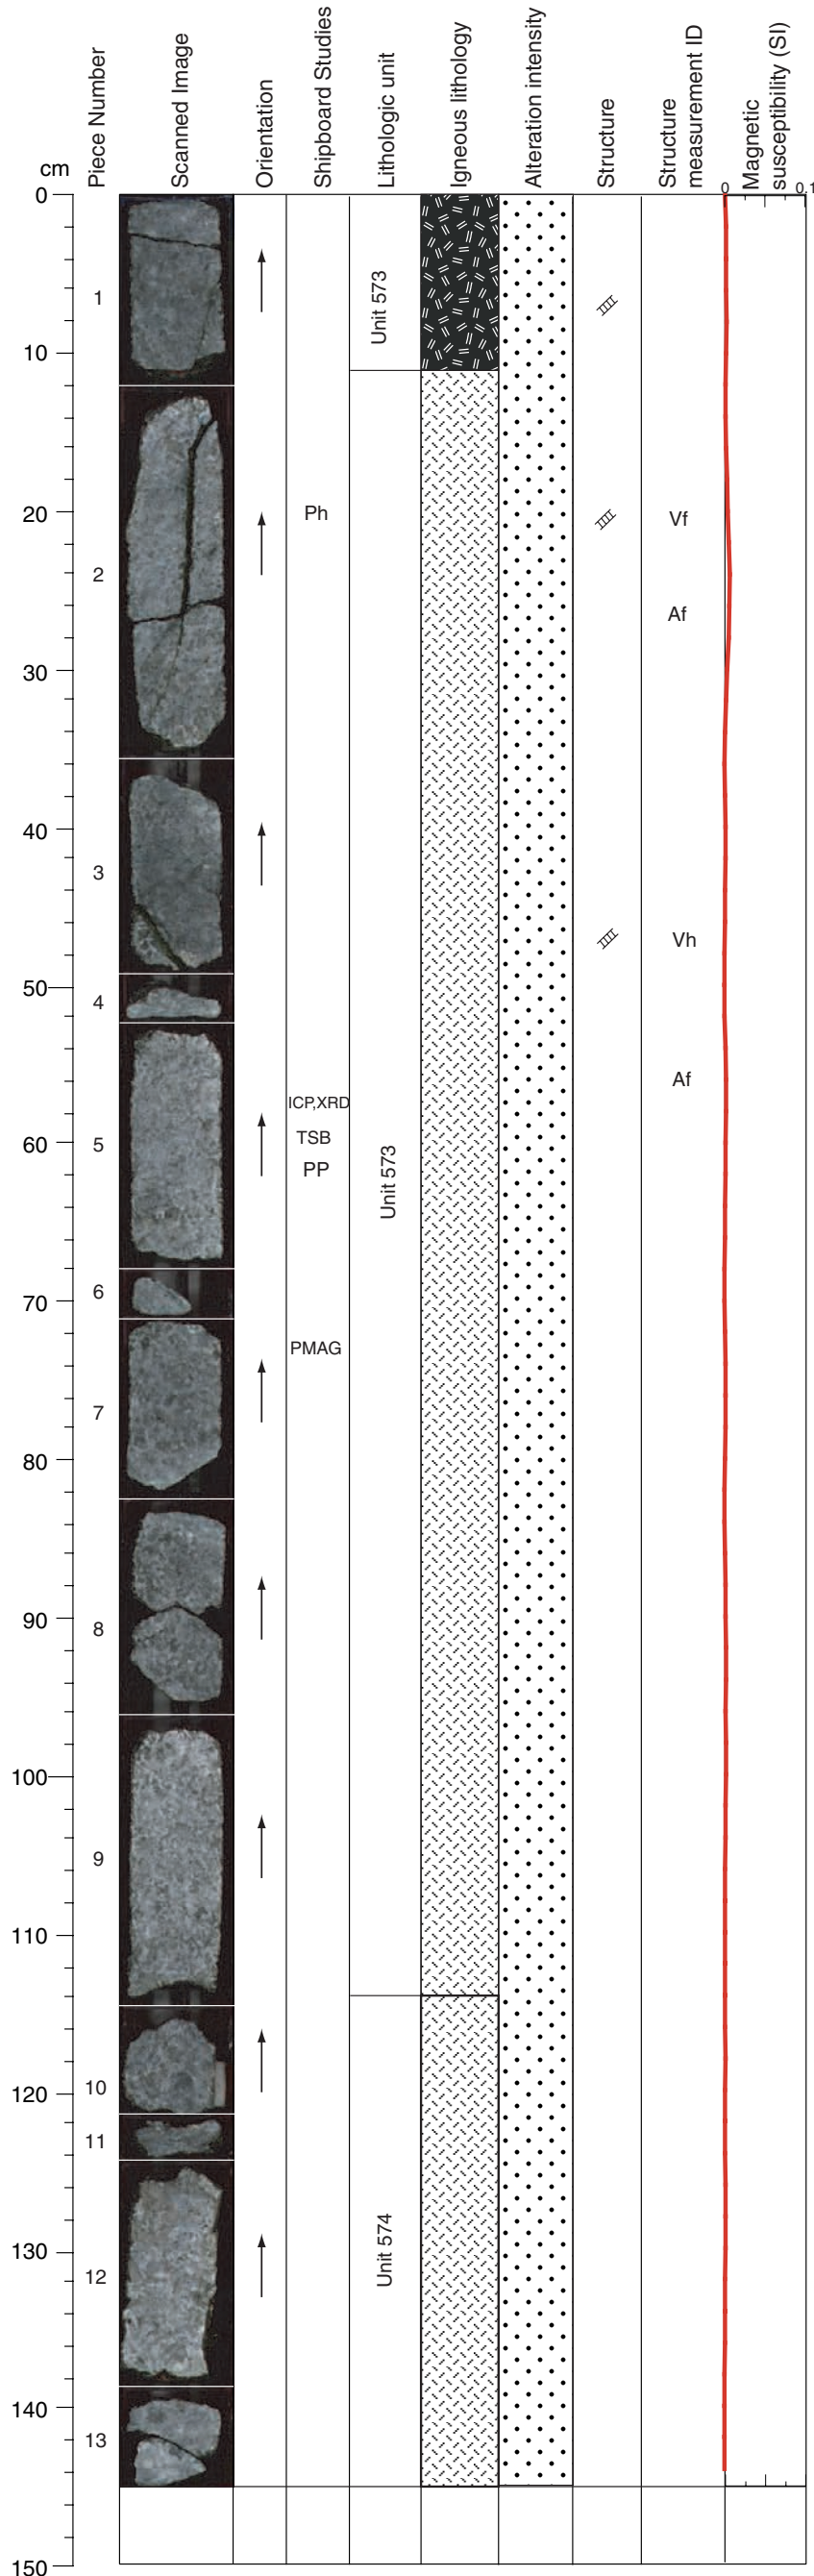 cm
Piece Number
Scanned Image
Orientation
Shipboard Studies
Lithologic unit
Igneous lithology
Alteration intensity
Structure
Structure
measurement ID
Magnetic
susceptibility (SI)
0 0.1
0
Unit 573
1
10
20
Ph
Vf
2
Af
30
40
3
Vh
50
4
Af
ICP,XRD
60
5
TSB
PP
Unit 573
6
70
PMAG
7
80
90
8
100
9
110
10
120
11
130
Unit 574
12
140
13
150